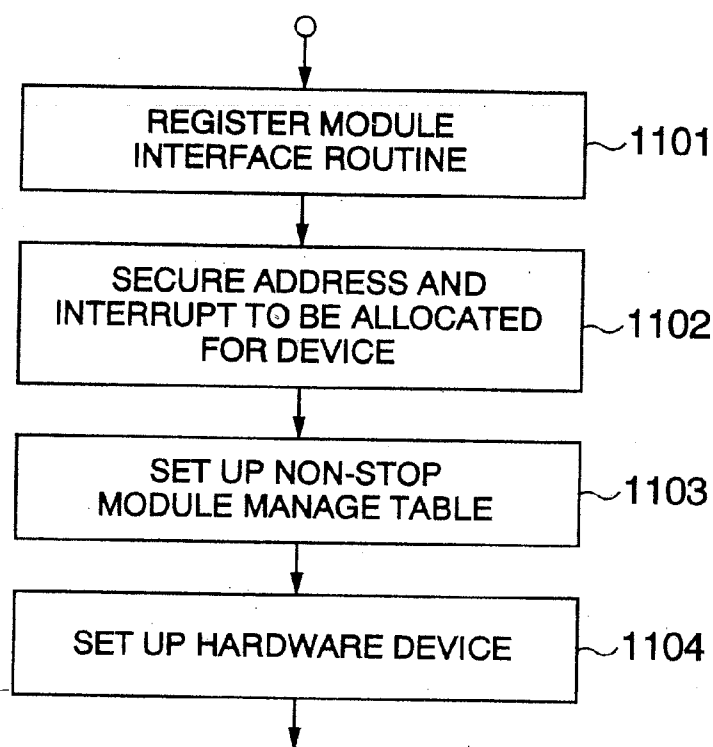 REGISTER MODULE
INTERFACE ROUTINE
1101
SECURE ADDRESS AND
INTERRUPT TO BE ALLOCATED
FOR DEVICE
1102
SET UP NON-STOP
MODULE MANAGE TABLE
1103
SET UP HARDWARE DEVICE
1104